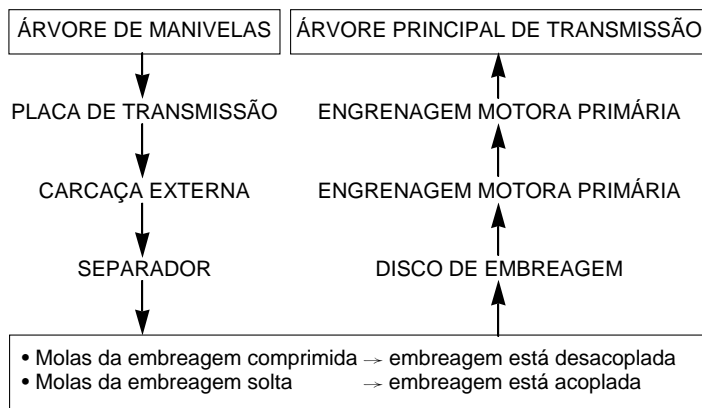 ÁRVORE DE MANIVELAS
PLACA DE TRANSMISSÃO
CARCAÇA EXTERNA
SEPARADOR
ÁRVORE PRINCIPAL DE TRANSMISSÃO
ENGRENAGEM MOTORA PRIMÁRIA
ENGRENAGEM MOTORA PRIMÁRIA
DISCO DE EMBREAGEM
• Molas da embreagem comprimida → embreagem está desacoplada
• Molas da embreagem solta → embreagem está acoplada